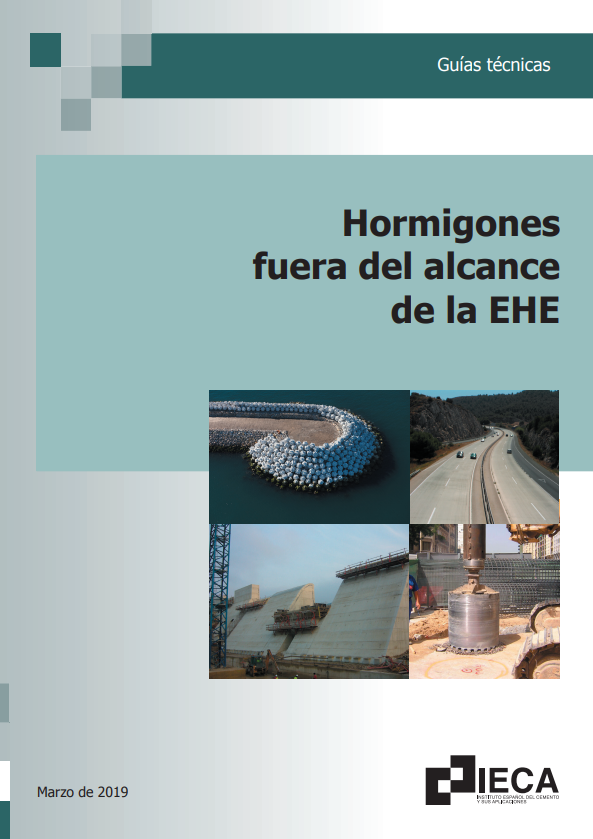 Guías técnicas
Hormigones
fuera del alcance
de la EHE
Marzo de 2019
IECA
INSTITUTO ESPAÑOL DEL CEMENTO
Y SUS APLICACIONES